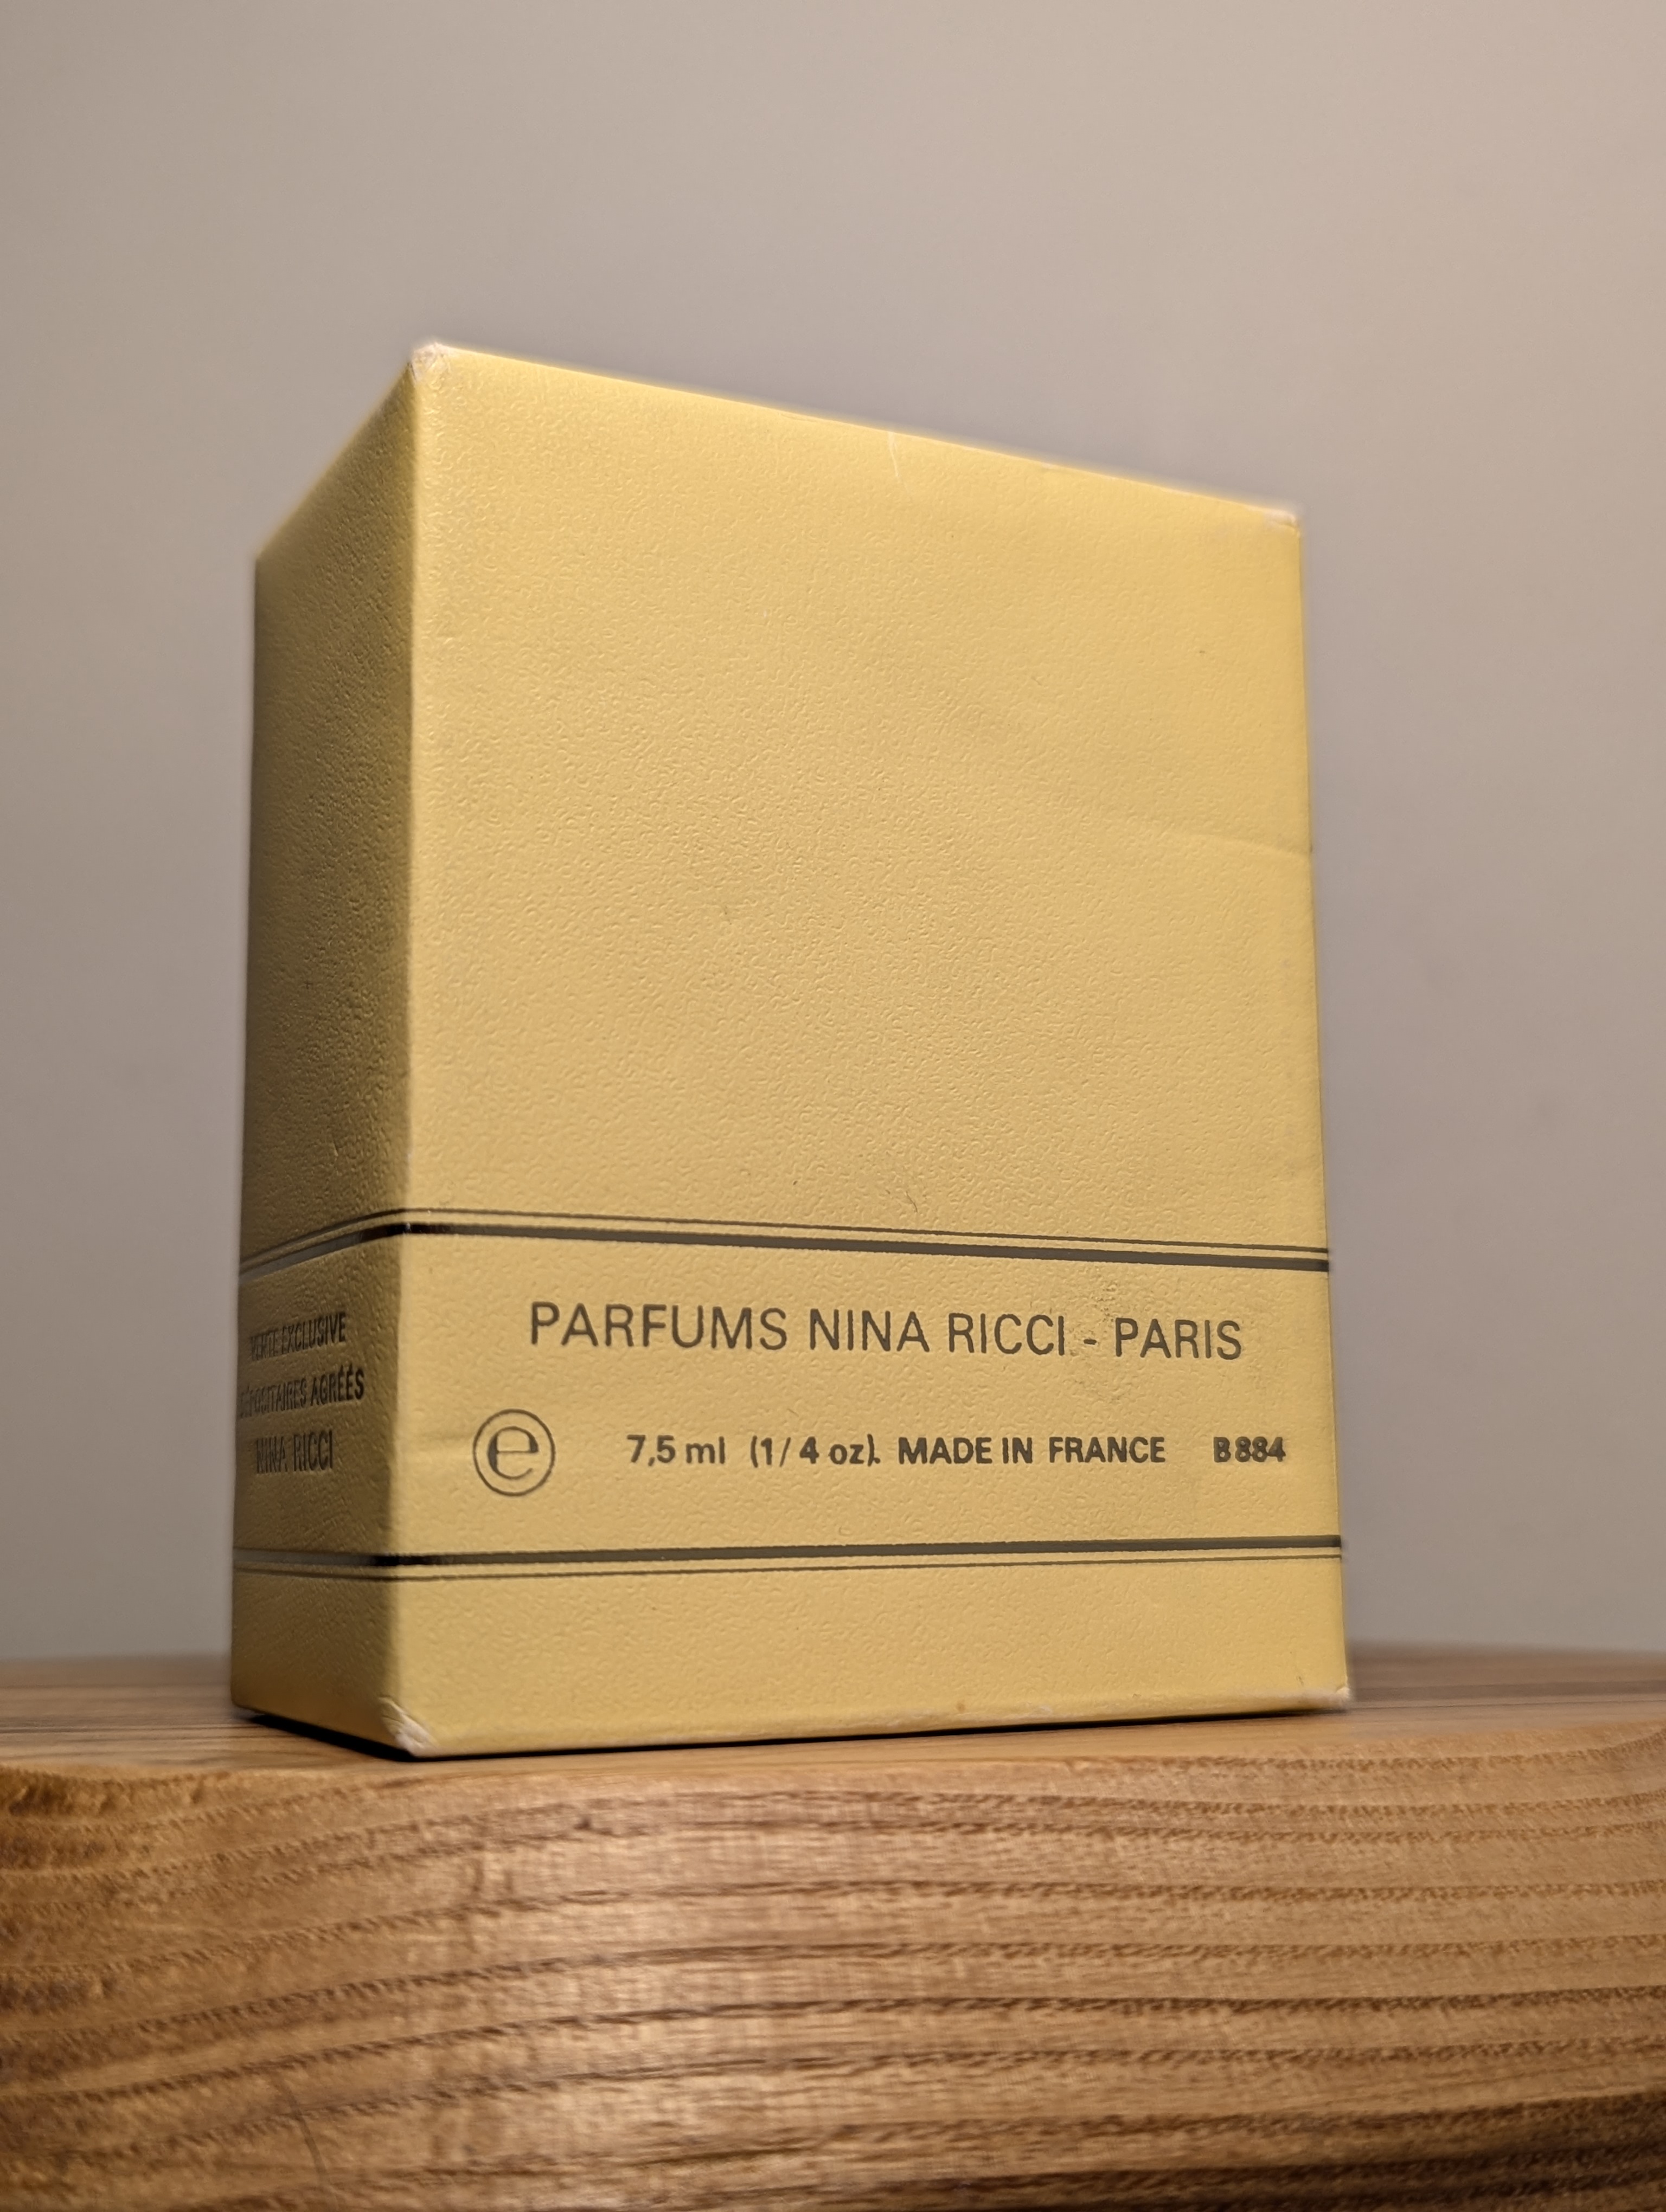 VENTE EXCLUSIVE
DÉPOSITAIRES AGRÉÉS
NINA RICCI
PARFUMS NINA RICCI - PARIS
e 7,5 ml (1/4 oz). MADE IN FRANCE B884